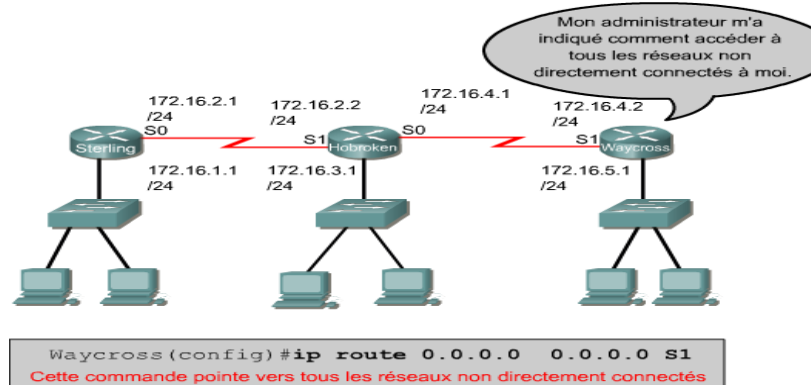 Mon administrateur m'a
indiqué comment accéder à
tous les réseaux non
directement connectés à moi.
172.16.2.1
/24
S0
172.16.2.2
/24
S1
172.16.4.1
/24
S0
172.16.4.2
/24
S1
Sterling
Hobroken
Waycross
172.16.1.1
/24
172.16.3.1
/24
172.16.5.1
/24
Waycross(config)#ip route 0.0.0.0 0.0.0.0 S1
Cette commande pointe vers tous les réseaux non directement connectés